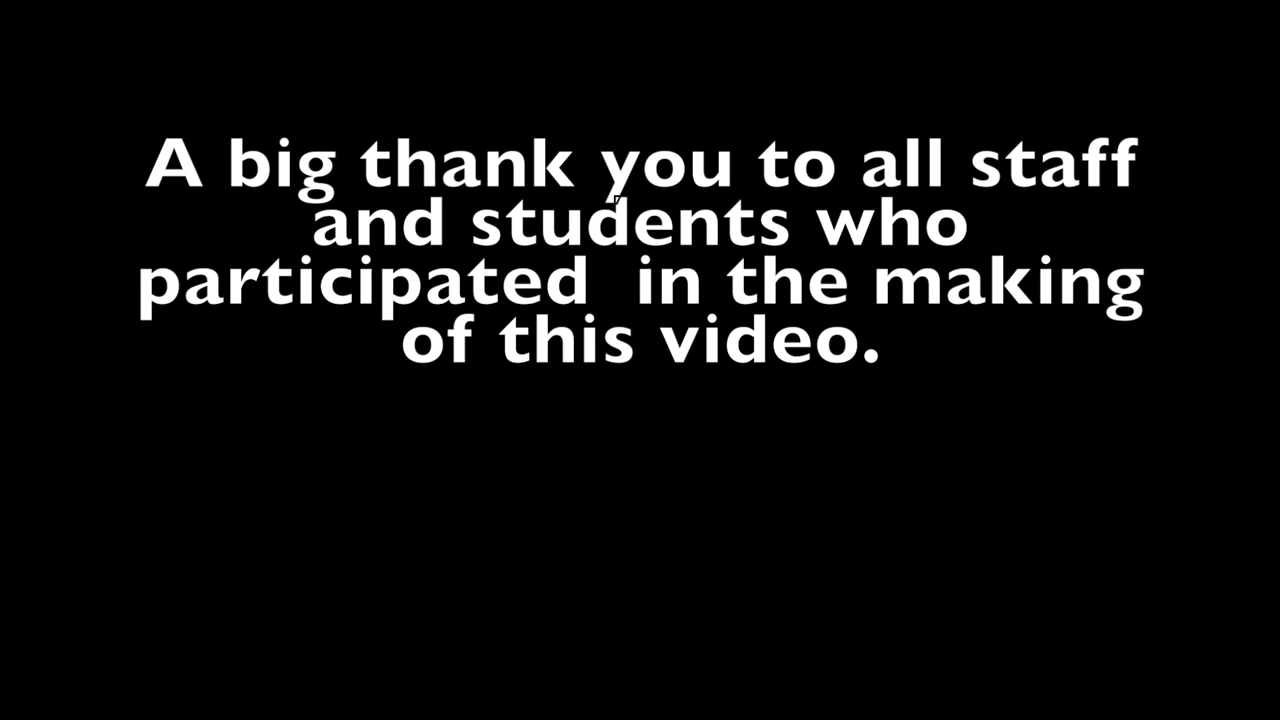 A big thank you to all staff
and students who
participated  in the making
of this video.